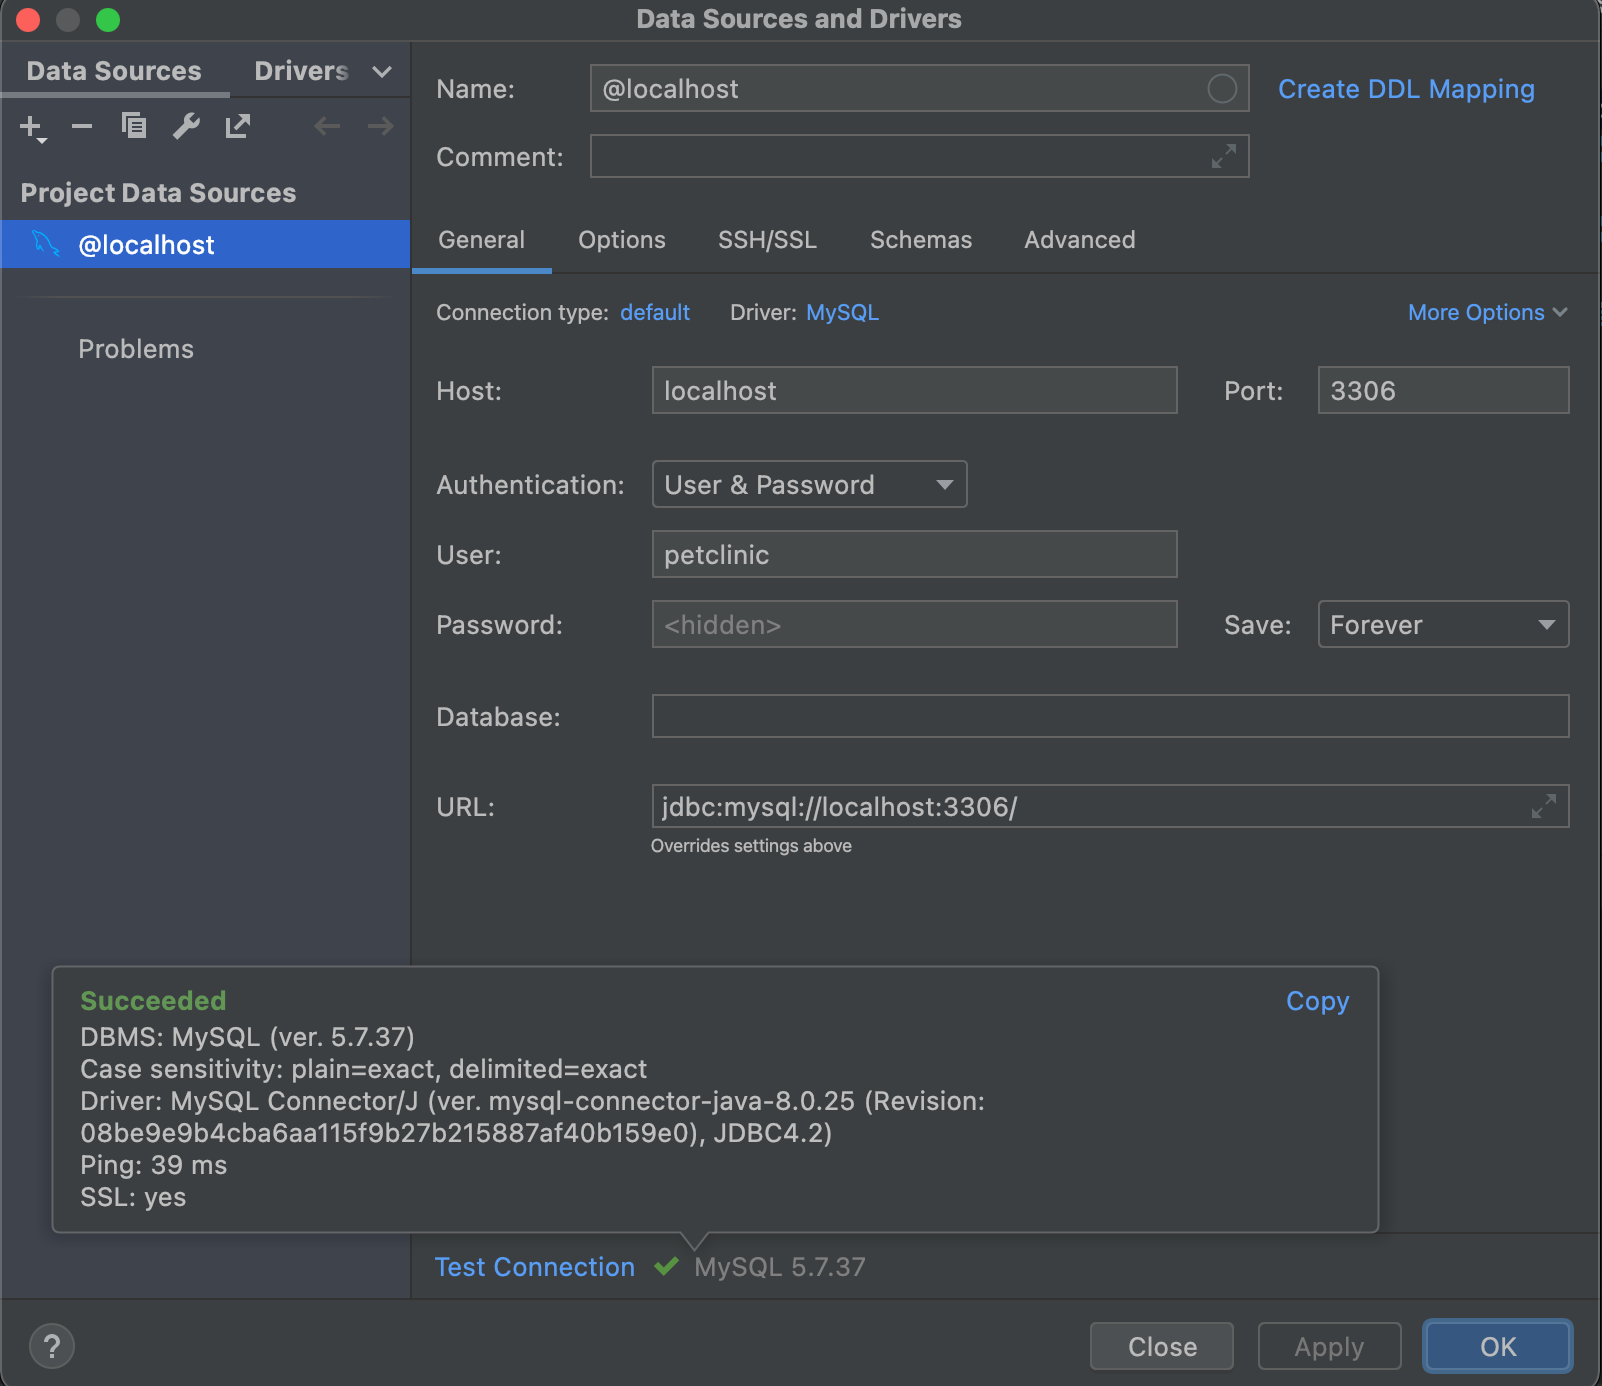 Data Sources and Drivers
Data Sources
Drivers
Project Data Sources
@localhost
Problems
Name: @localhost
Create DDL Mapping
Comment:
General Options SSH/SSL Schemas Advanced
Connection type: default Driver: MySQL More Options
Host: localhost Port: 3306
Authentication: User & Password
User: petclinic
Password: <hidden> Save: Forever
Database:
URL: jdbc:mysql://localhost:3306/
Overrides settings above
Succeeded
Copy
DBMS: MySQL (ver. 5.7.37)
Case sensitivity: plain=exact, delimited=exact
Driver: MySQL Connector/J (ver. mysql-connector-java-8.0.25 (Revision:
08be9e9b4cba6aa115f9b27b215887af40b159e0), JDBC4.2)
Ping: 39 ms
SSL: yes
Test Connection MySQL 5.7.37
? Close Apply OK